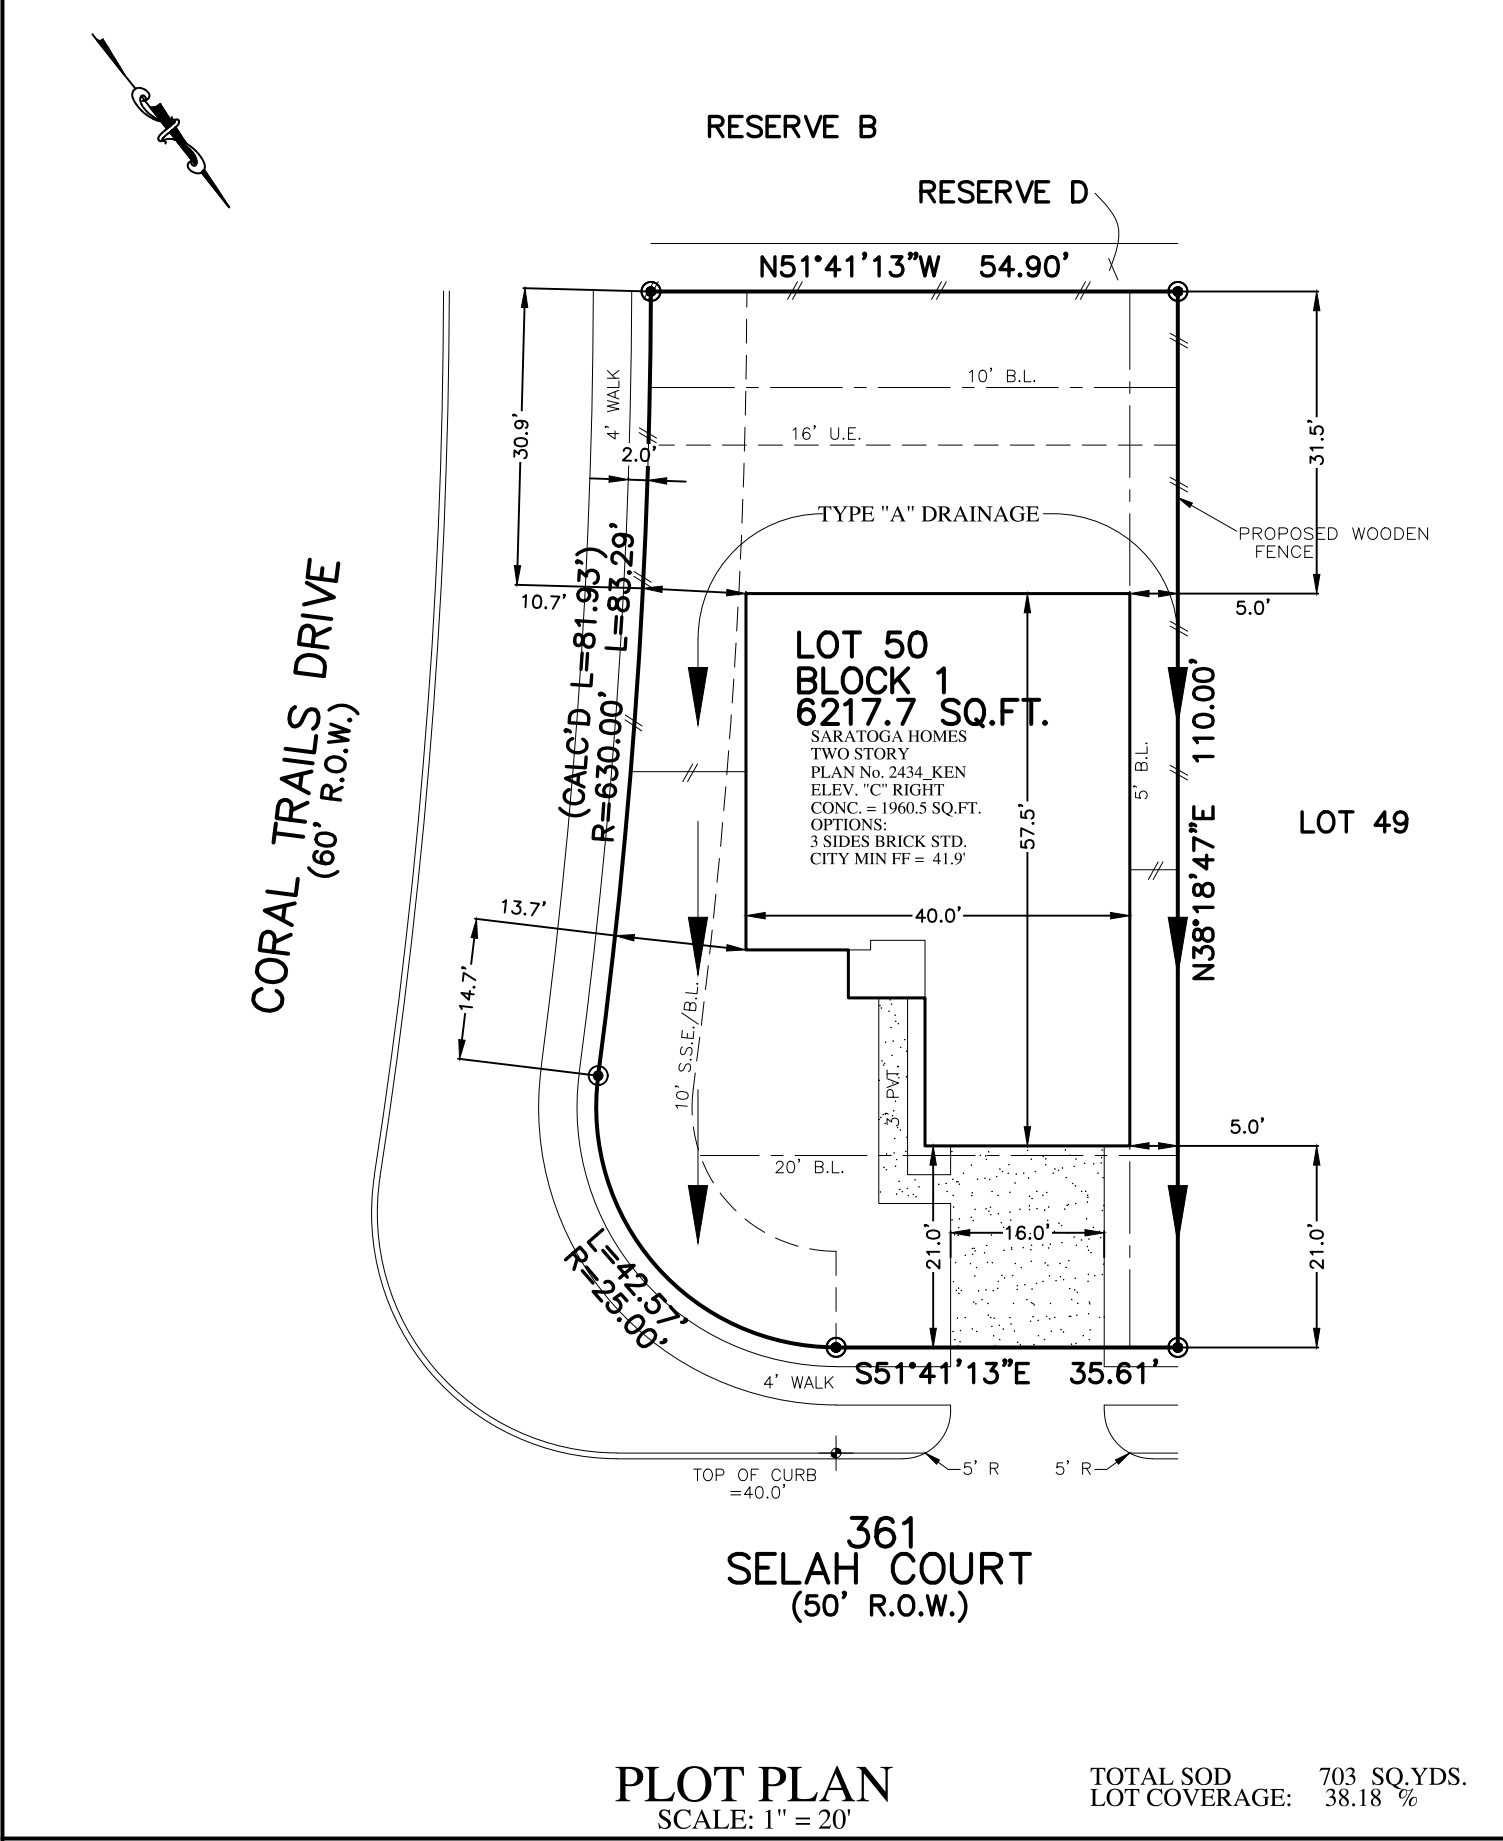 RESERVE B
RESERVE D
N51°41'13"W 54.90'
10' B.L.
4' WALK
30.9'
31.5'
16' U.E.
2.0'
TYPE "A" DRAINAGE
PROPOSED WOODEN
FENCE
10.7'
5.0'
(CALC'D L=81.93')
R=630.00' L=83.29'
CORAL TRAILS DRIVE
(60' R.O.W.)
LOT 50
BLOCK 1
6217.7 SQ.FT.
SARATOGA HOMES
TWO STORY
PLAN No. 2434_KEN
ELEV. "C" RIGHT
CONC. = 1960.5 SQ.FT.
OPTIONS:
3 SIDES BRICK STD.
CITY MIN FF = 41.9'
57.5'
5' B.L.
N38°18'47"E 110.00'
LOT 49
13.7'
40.0'
14.7'
10' S.S.E./B.L.
3' PVT.
5.0'
20' B.L.
21.0'
16.0'
21.0'
L=42.57'
R=25.00'
S51°41'13"E 35.61'
4' WALK
5' R
5' R
TOP OF CURB
=40.0'
361
SELAH COURT
(50' R.O.W.)
PLOT PLAN
SCALE: 1" = 20'
TOTAL SOD 703 SQ.YDS.
LOT COVERAGE: 38.18 %